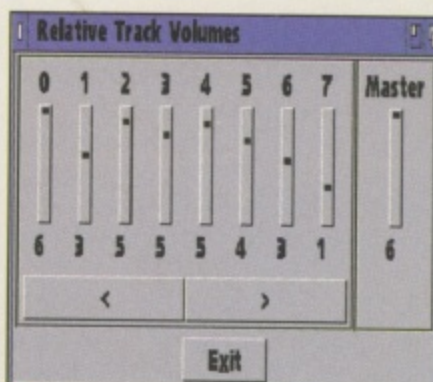 Relative Track Volumes
0 1 2 3 4 5 6 7 Master
6 3 5 5 5 4 3 1 6
< >
Exit